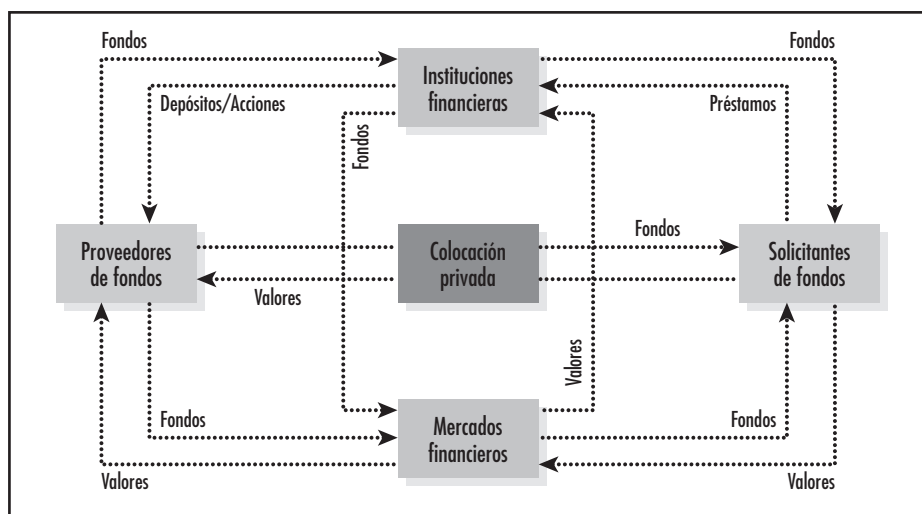 Fondos
Fondos
Instituciones
financieras
Depósitos/Acciones
Préstamos
Fondos
Proveedores
de fondos
Colocación
privada
Fondos
Solicitantes
de fondos
Valores
Valores
Fondos
Mercados
financieros
Fondos
Valores
Valores